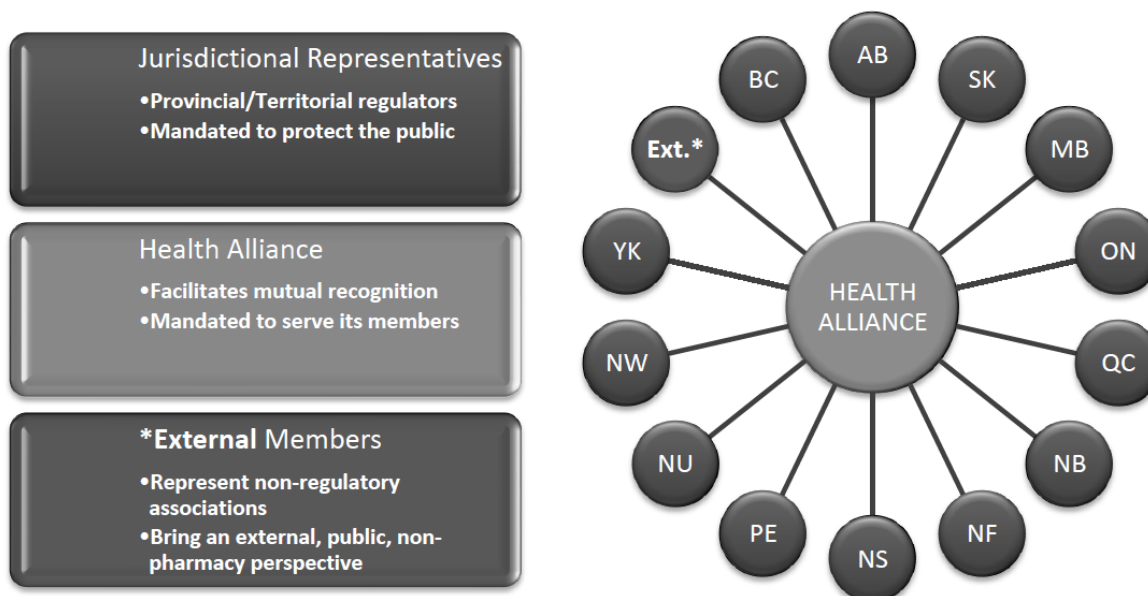 Jurisdictional Representatives
•Provincial/Territorial regulators
•Mandated to protect the public
Health Alliance
•Facilitates mutual recognition
•Mandated to serve its members
*External Members
•Represent non-regulatory
associations
•Bring an external, public, non-
pharmacy perspective
AB
SK
MB
ON
QC
NB
NF
NS
PE
NU
NW
YK
Ext.*
BC
HEALTH
ALLIANCE